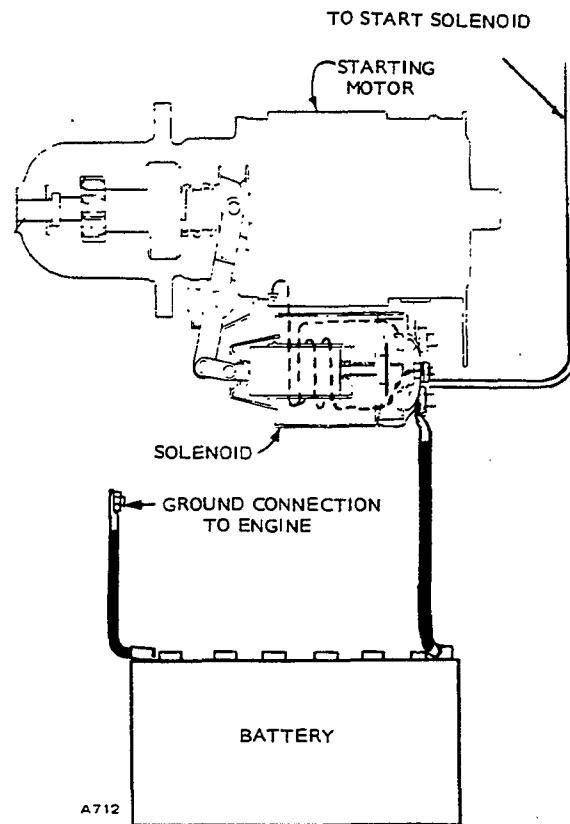 TO START SOLENOID
STARTING
MOTOR
SOLENOID
GROUND CONNECTION
TO ENGINE
BATTERY
A712